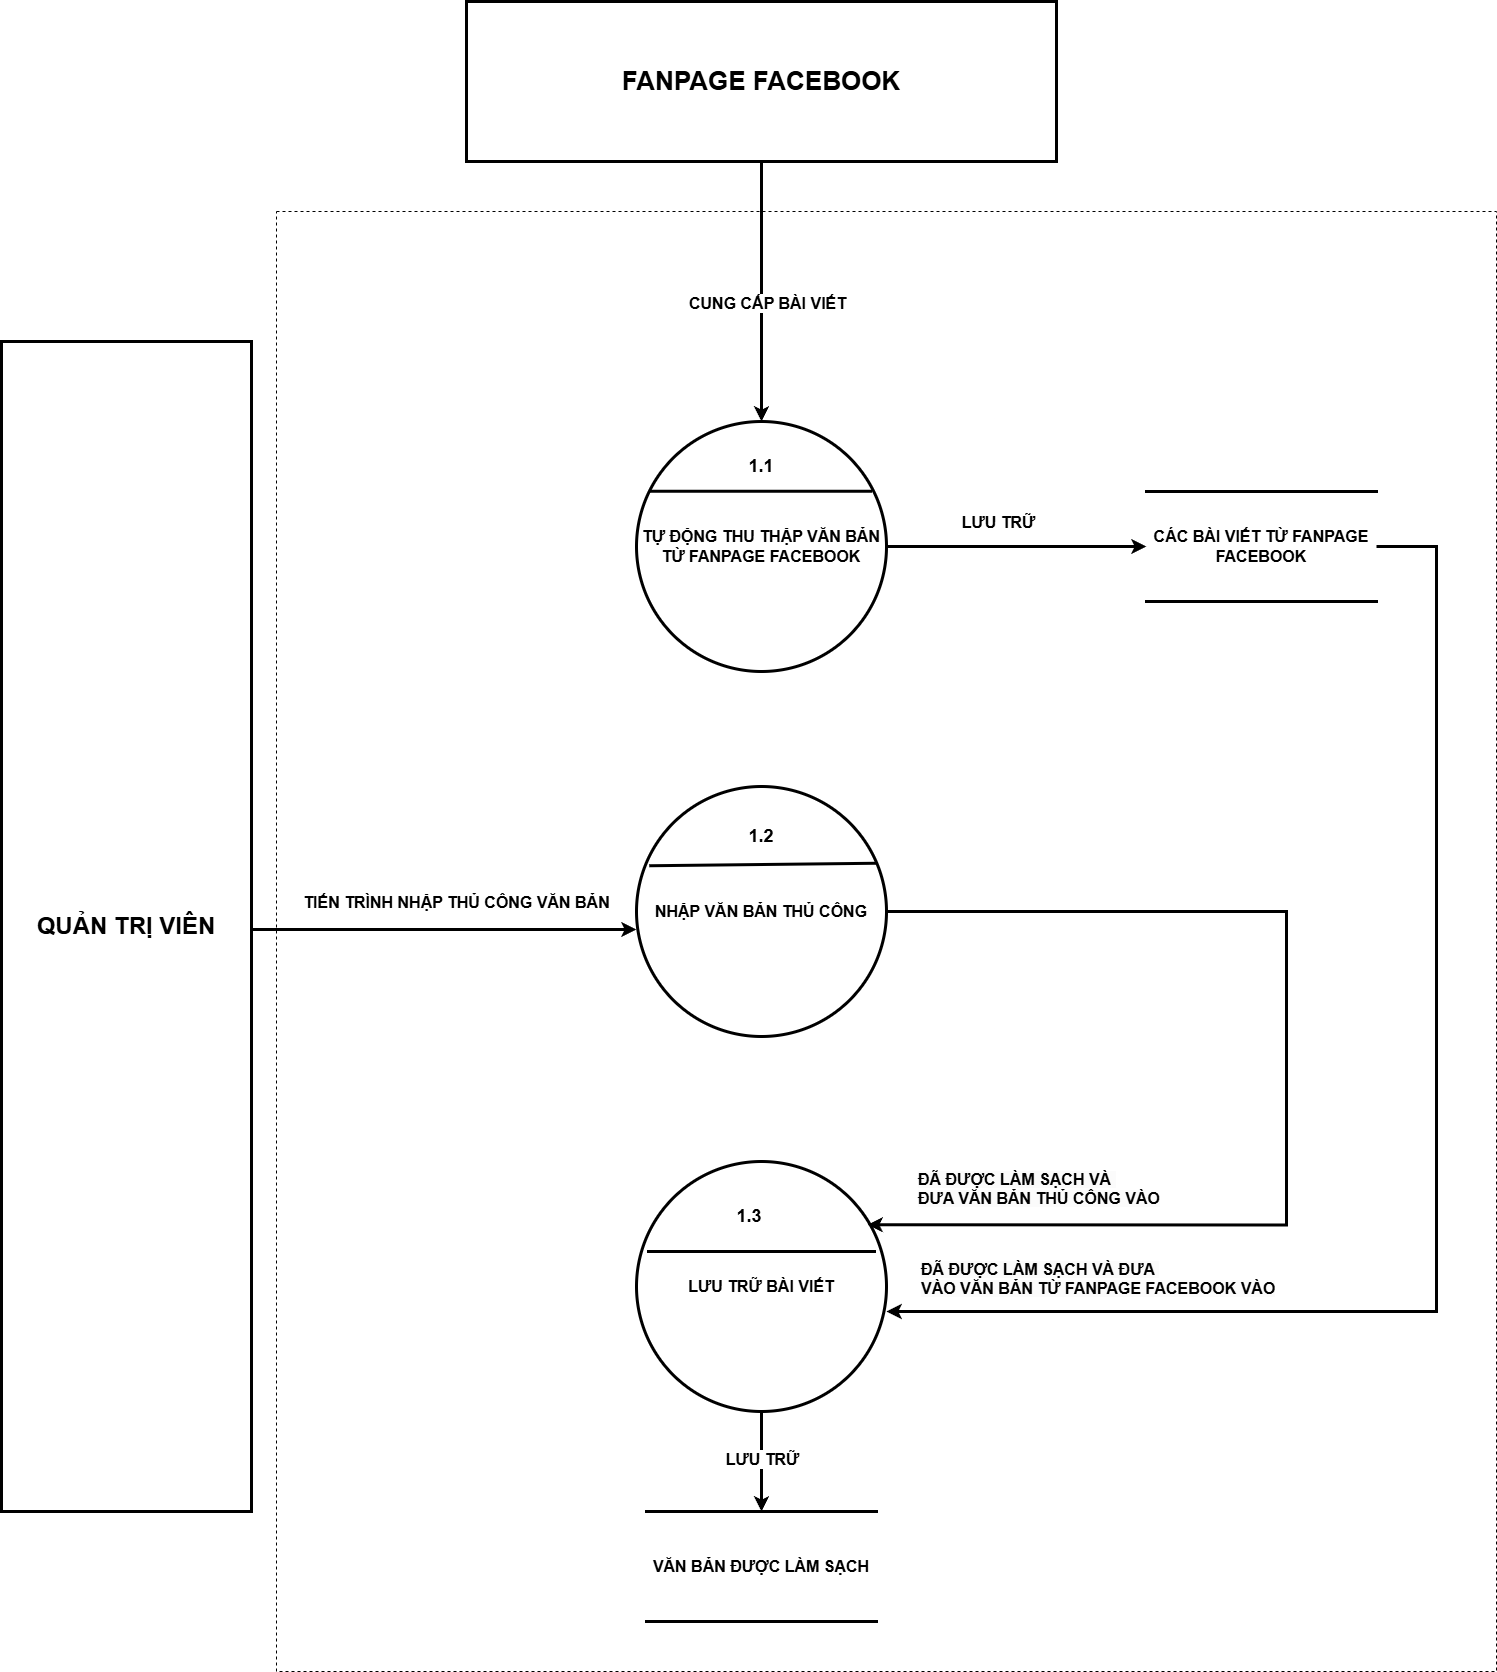 FANPAGE FACEBOOK
CUNG CẤP BÀI VIẾT
1.1
TỰ ĐỘNG THU THẬP VĂN BẢN
TỪ FANPAGE FACEBOOK
LƯU TRỮ
CÁC BÀI VIẾT TỪ FANPAGE
FACEBOOK
QUẢN TRỊ VIÊN
TIẾN TRÌNH NHẬP THỦ CÔNG VĂN BẢN
1.2
NHẬP VĂN BẢN THỦ CÔNG
ĐÃ ĐƯỢC LÀM SẠCH VÀ
ĐƯA VĂN BẢN THỦ CÔNG VÀO
1.3
LƯU TRỮ BÀI VIẾT
ĐÃ ĐƯỢC LÀM SẠCH VÀ ĐƯA
VÀO VĂN BẢN TỪ FANPAGE FACEBOOK VÀO
LƯU TRỮ
VĂN BẢN ĐƯỢC LÀM SẠCH